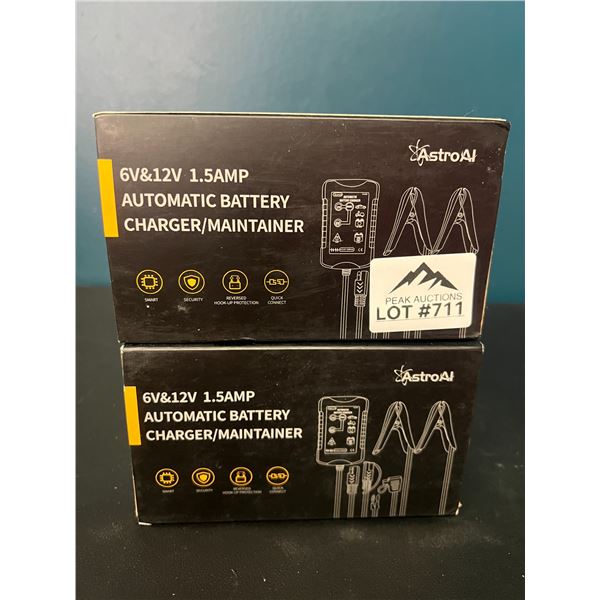 AstroAI
6V&12V 1.5AMP
AUTOMATIC BATTERY
CHARGER/MAINTAINER
SMART
SECURITY
REVERSED
HOOK-UP PROTECTION
QUICK
CONNECT
PEAK AUCTIONS
LOT #711
AstroAI
6V&12V 1.5AMP
AUTOMATIC BATTERY
CHARGER/MAINTAINER
SMART
SECURITY
REVERSED
HOOK-UP PROTECTION
QUICK
CONNECT